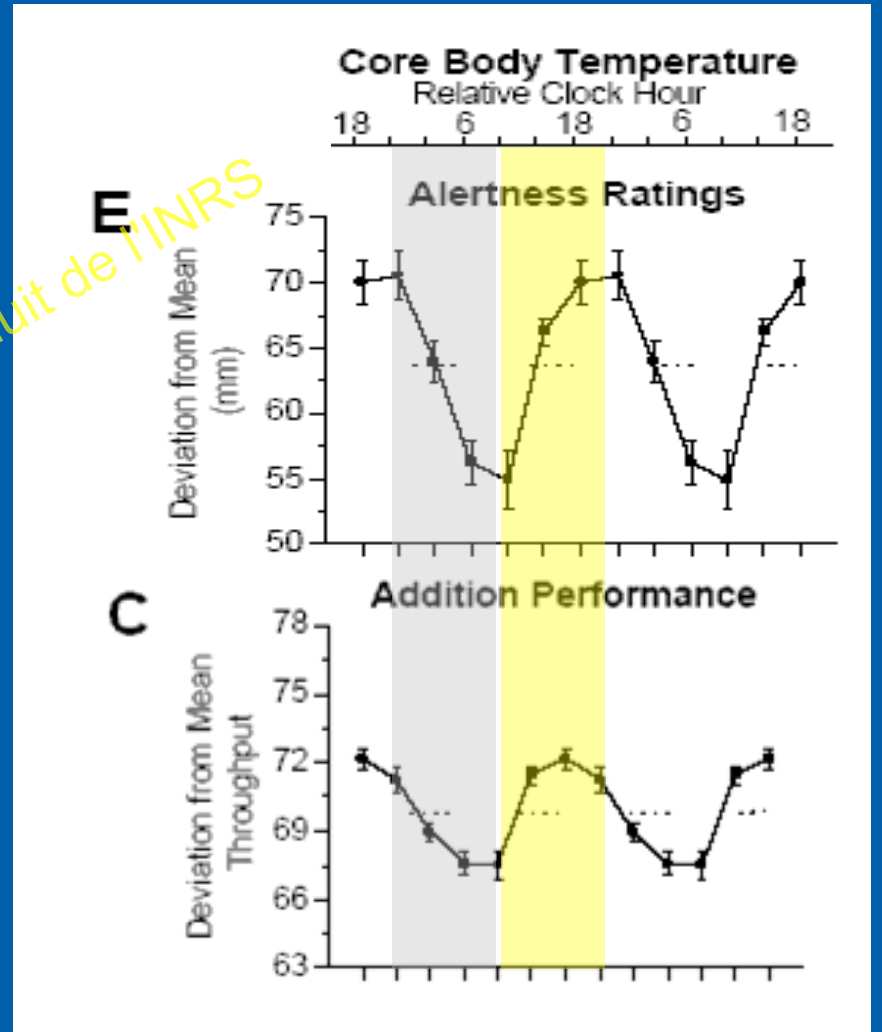 Core Body Temperature
Relative Clock Hour
18 6 18 6 18
E
Alertness Ratings
de l'INRS
Deviation from Mean
(mm)
75
70
65
60
55
50
C
Addition Performance
Deviation from Mean
Throughput
78
75
72
69
66
63